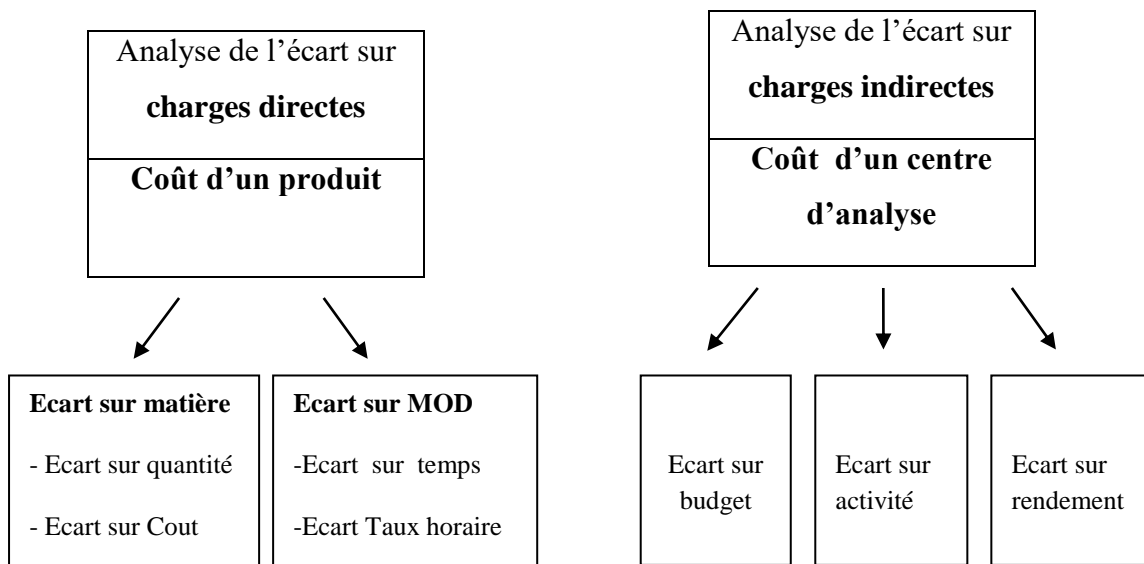 Analyse de l’écart sur
charges directes
Coût d’un produit
Analyse de l’écart sur
charges indirectes
Coût d’un centre
d’analyse
Ecart sur matière
- Ecart sur quantité
- Ecart sur Cout
Ecart sur MOD
-Ecart sur temps
-Ecart Taux horaire
Ecart sur
budget
Ecart sur
activité
Ecart sur
rendement